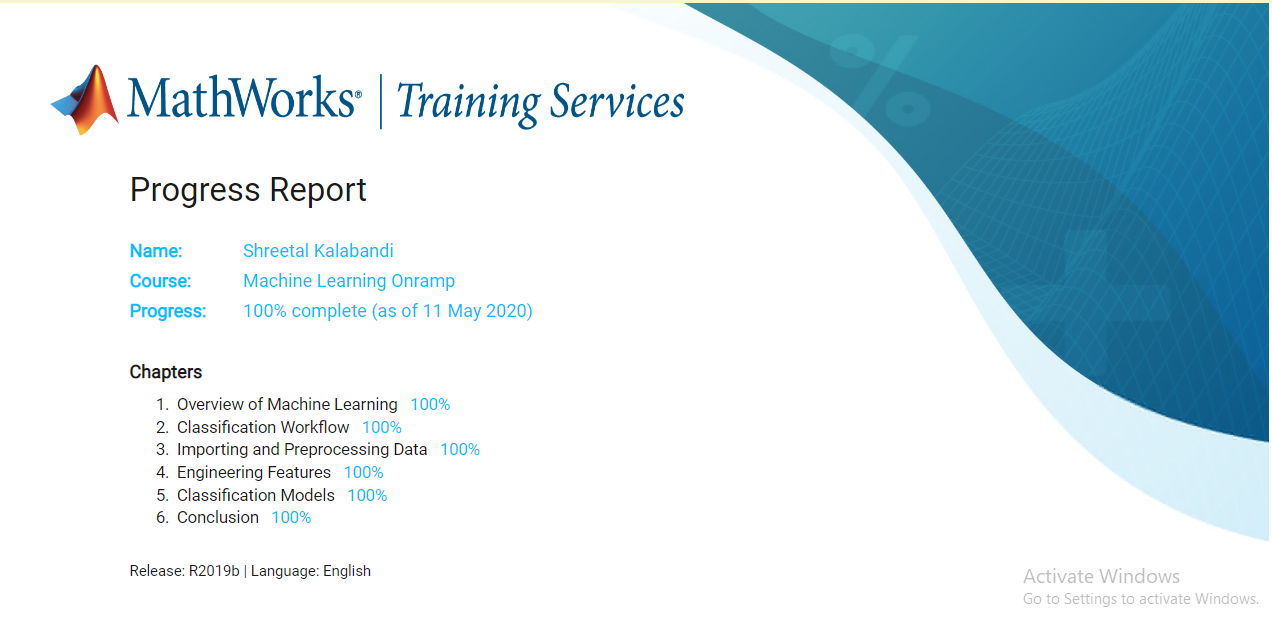 MathWorks® | Training Services
Progress Report
Name: Shreetal Kalabandi
Course: Machine Learning Onramp
Progress: 100% complete (as of 11 May 2020)
Chapters
1. Overview of Machine Learning 100%
2. Classification Workflow 100%
3. Importing and Preprocessing Data 100%
4. Engineering Features 100%
5. Classification Models 100%
6. Conclusion 100%
Release: R2019b | Language: English
%
+
Activate Windows
Go to Settings to activate Windows.